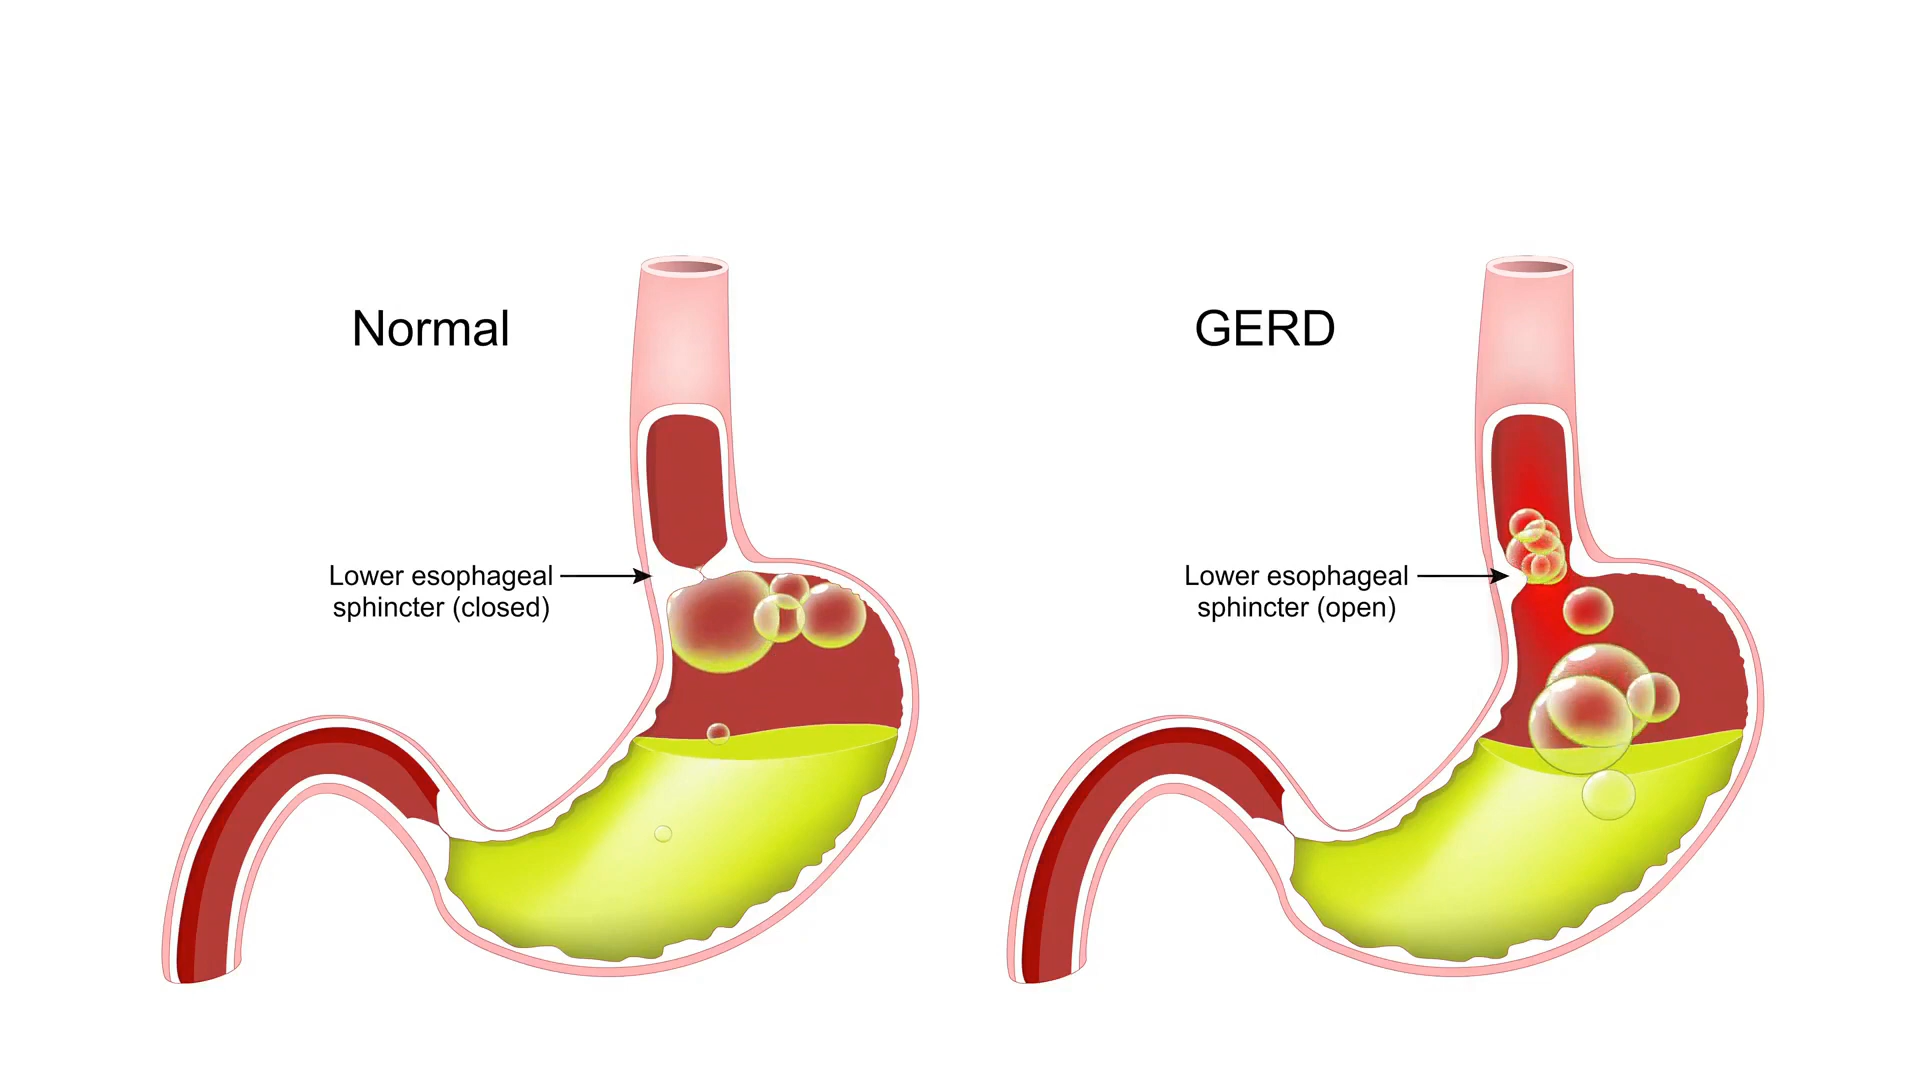 Normal
Lower esophageal
sphincter (closed)
GERD
Lower esophageal
sphincter (open)